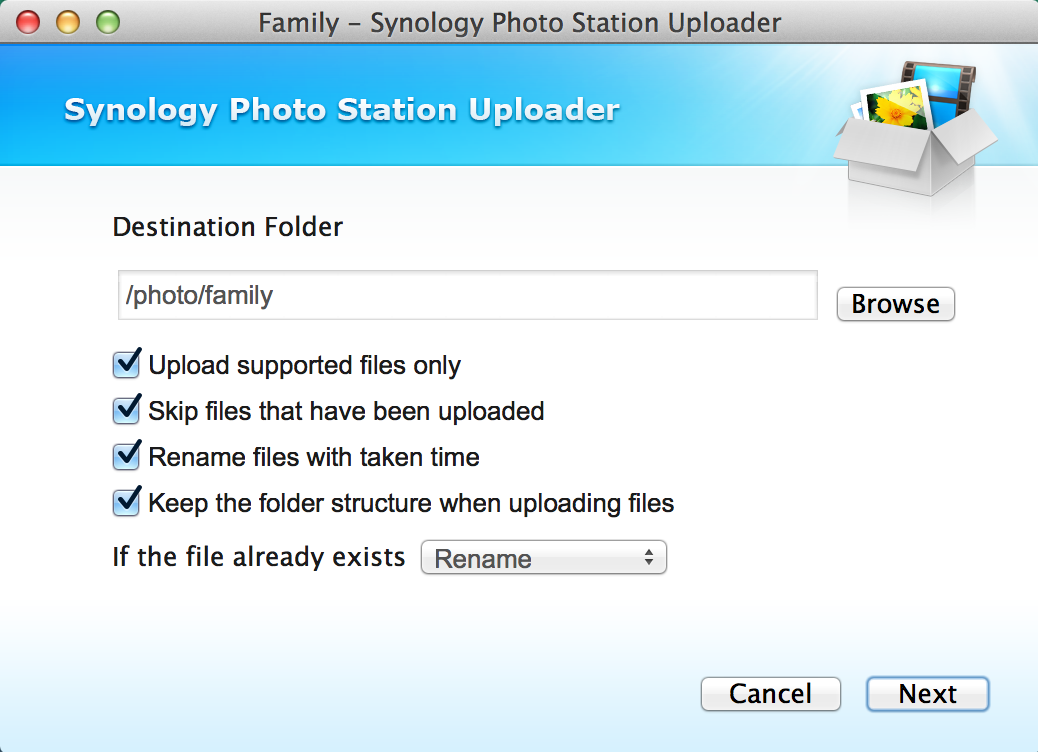 Family – Synology Photo Station Uploader
Synology Photo Station Uploader
Destination Folder
/photo/family
Browse
Upload supported files only
Skip files that have been uploaded
Rename files with taken time
Keep the folder structure when uploading files
If the file already exists Rename
Cancel Next